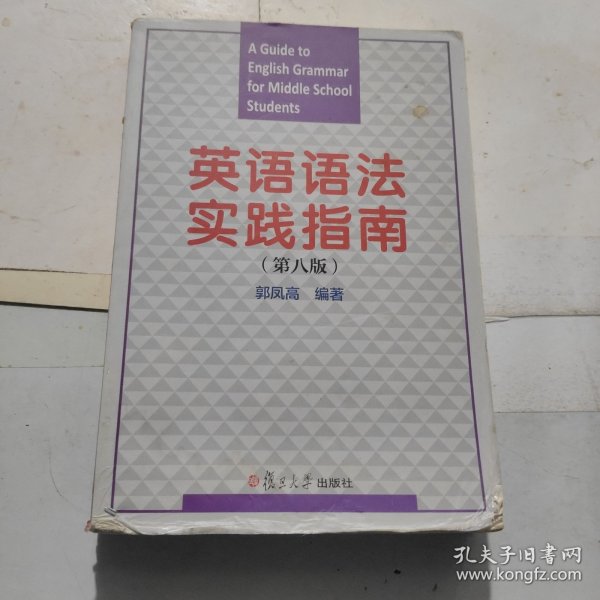 A Guide to
English Grammar
for Middle School
Students
英语语法
实践指南
（第八版）
郭凤高 编著
復旦大学 出版社
孔夫子旧书网
www.kongfz.com